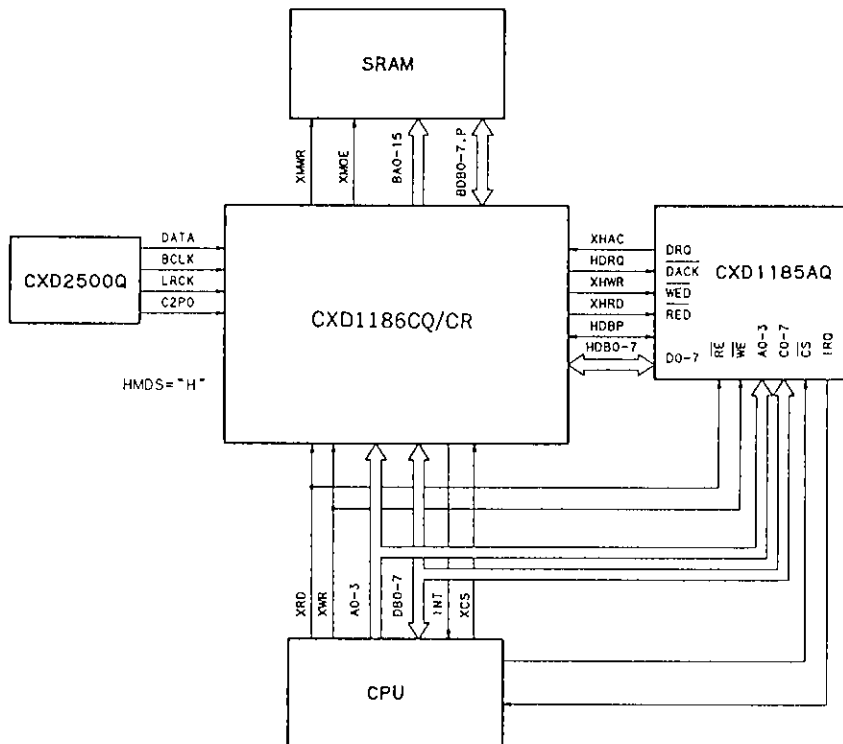 SRAM
XMWR
XMOE
BA0-15
BDB0-7,P
CXD2500Q
DATA
BCLK
LRCK
C2PO
CXD1186CQ/CR
HMDS="H"
XHAC
HDRQ
XHWR
XHRD
HDBP
HDB0-7
DRQ
DACK
WED
RED
D0-7
CXD1185AQ
RE
WE
A0-3
C0-7
CS
IRQ
XRD
XWR
A0-3
DB0-7
INT
XCS
CPU